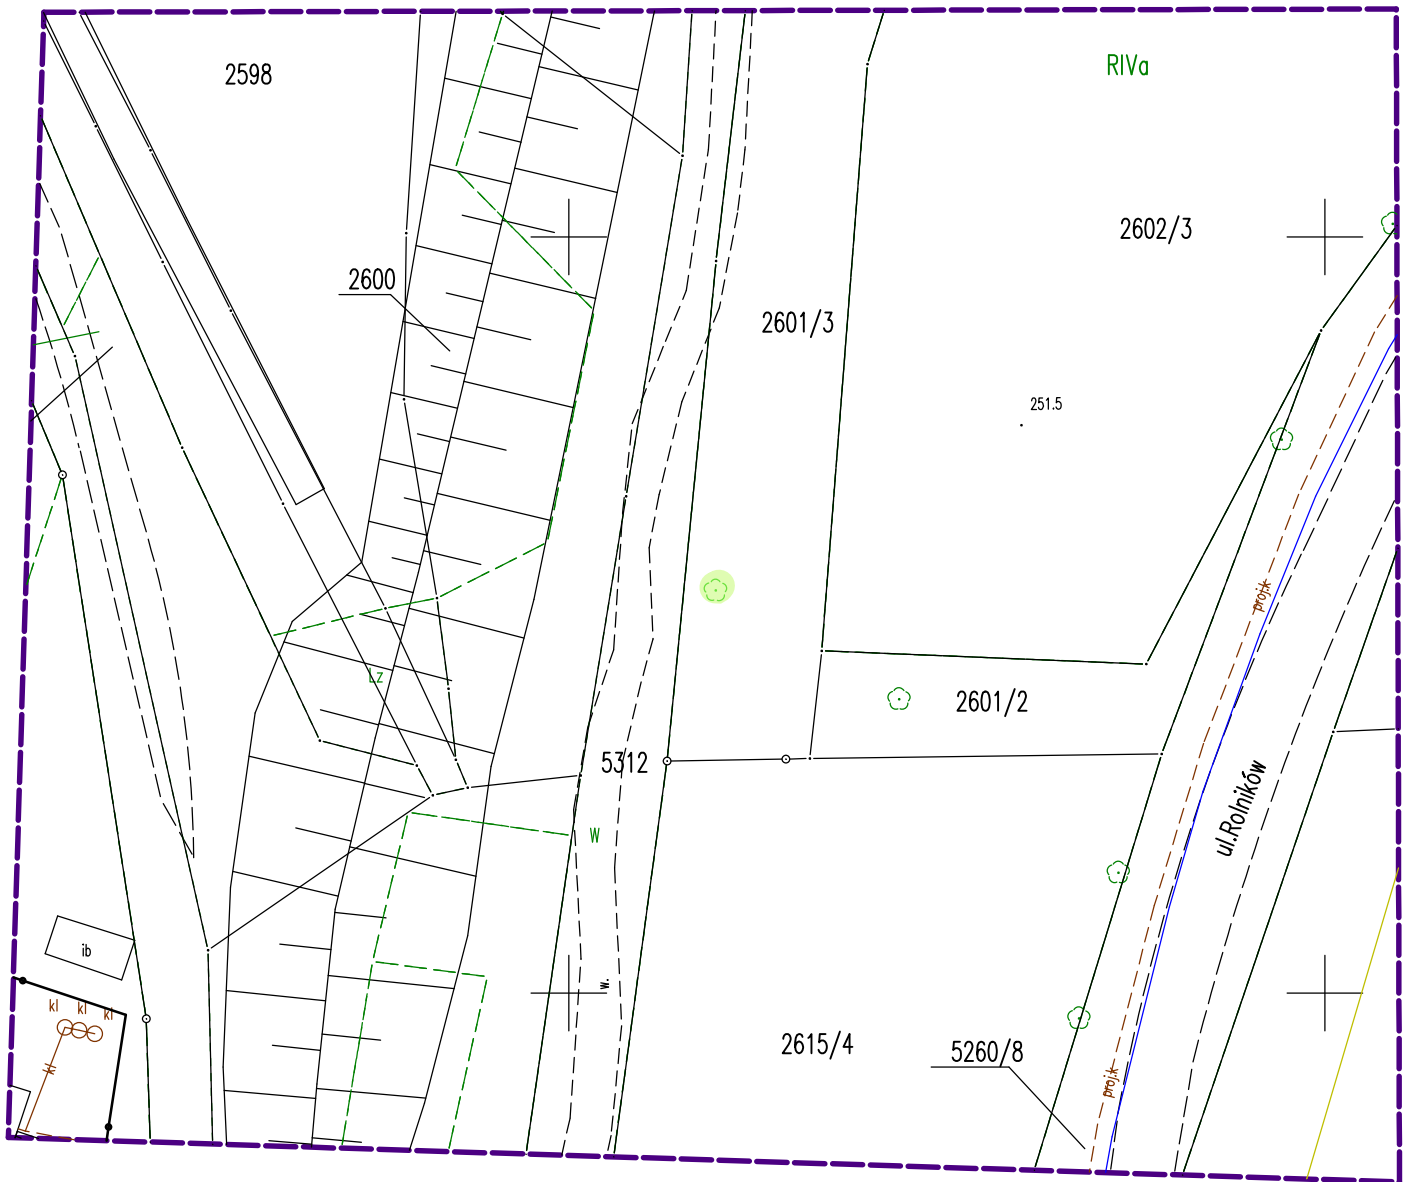 RIVa
2598
2602/3
2600
2601/3
251.5
proj.k
Lz
2601/2
5312
ul.Rolników
W
ib
w.
kl kl kl
2615/4
5260/8
kl
proj.k